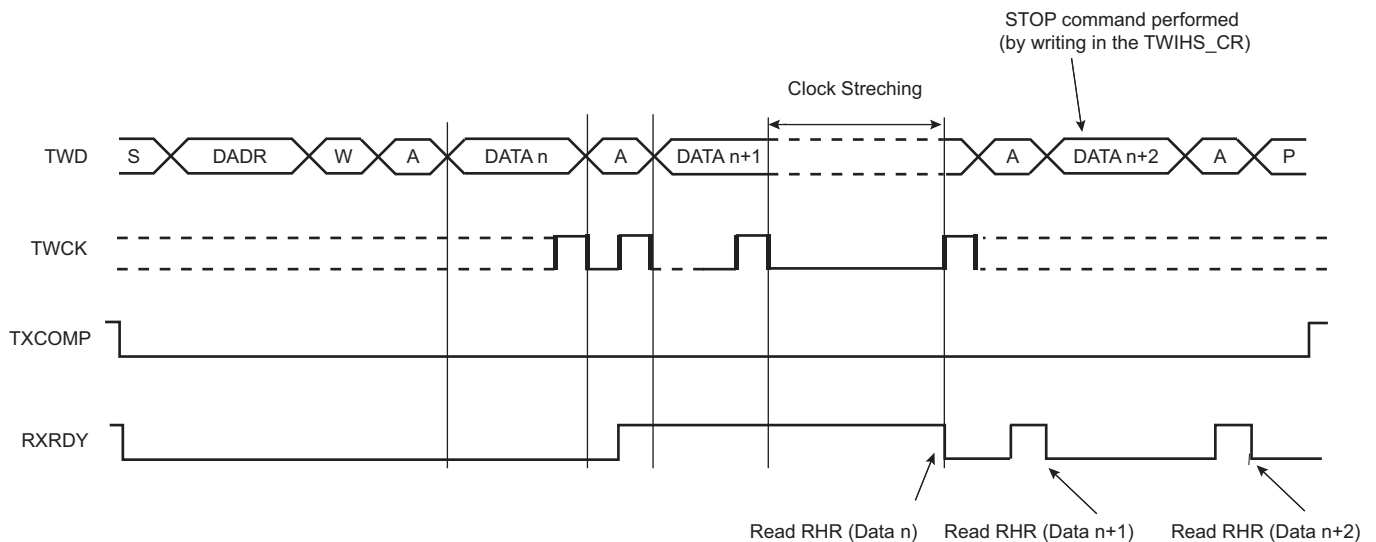 STOP command performed
(by writing in the TWIHS_CR)
Clock Streching
TWD S DADR W A DATA n A DATA n+1 A DATA n+2 A P
TWCK
TXCOMP
RXRDY
Read RHR (Data n) Read RHR (Data n+1) Read RHR (Data n+2)